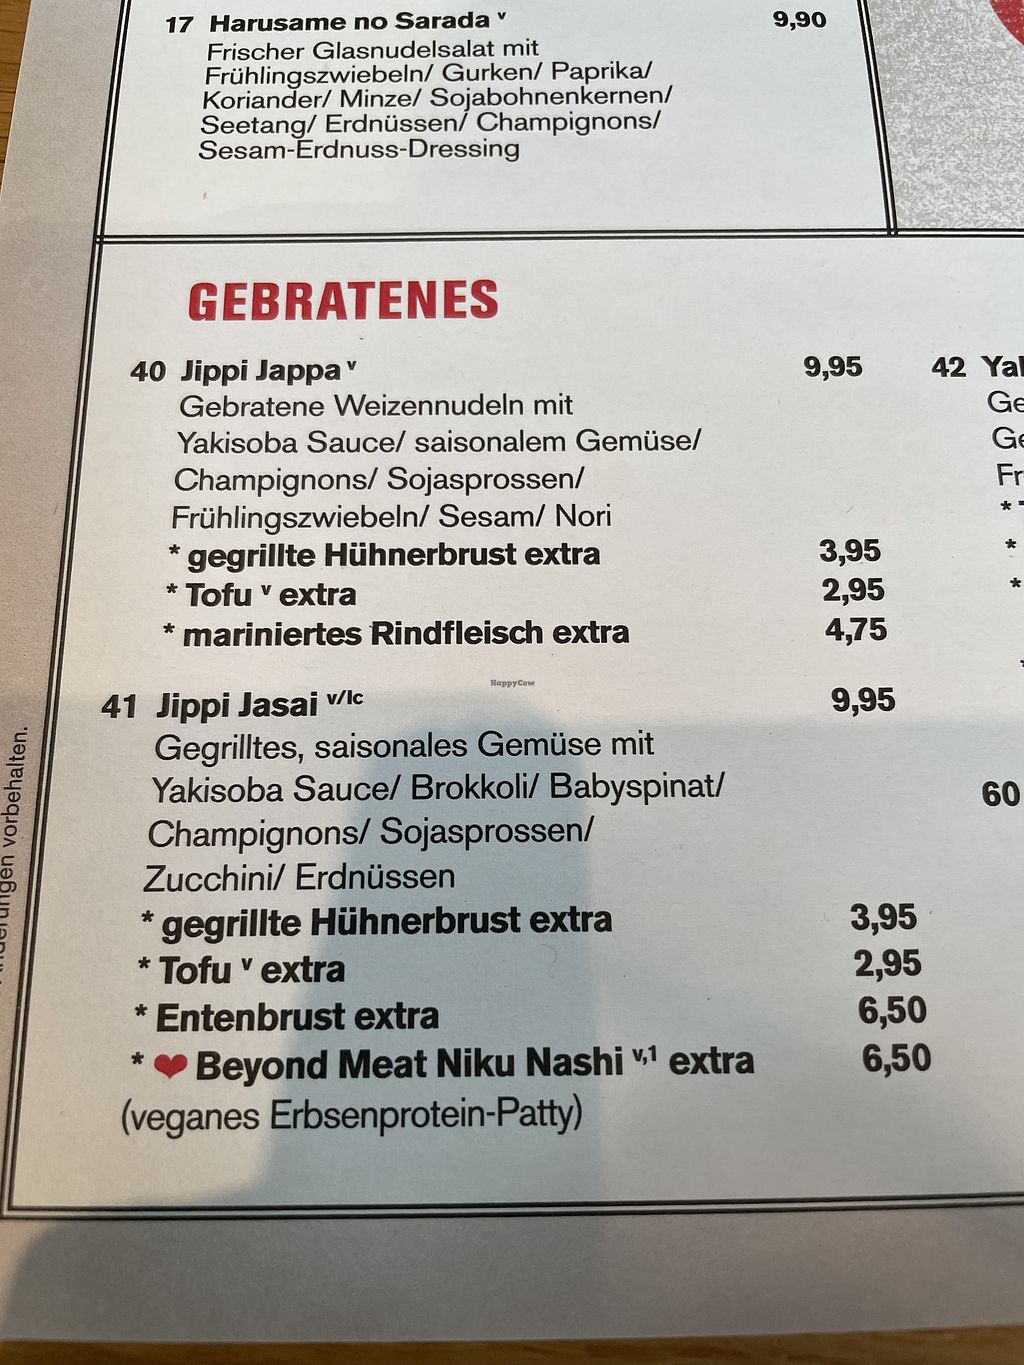 17 Harusame no Sarada v 9,90
Frischer Glasnudelsalat mit
Frühlingszwiebeln/ Gurken/ Paprika/
Koriander/ Minze/ Sojabohnenkernen/
Seetang/ Erdnüssen/ Champignons/
Sesam-Erdnuss-Dressing
GEBRATENES
40 Jippi Jappa v 9,95
Gebratene Weizennudeln mit
Yakisoba Sauce/ saisonalem Gemüse/
Champignons/ Sojasprossen/
Frühlingszwiebeln/ Sesam/ Nori
* gegrillte Hühnerbrust extra 3,95
* Tofu v extra 2,95
* mariniertes Rindfleisch extra 4,75
HappyCow
41 Jippi Jasai v/lc 9,95
Gegrilltes, saisonales Gemüse mit
Yakisoba Sauce/ Brokkoli/ Babyspinat/
Champignons/ Sojasprossen/
Zucchini/ Erdnüssen
* gegrillte Hühnerbrust extra 3,95
* Tofu v extra 2,95
* Entenbrust extra 6,50
* ❤ Beyond Meat Niku Nashi v,1 extra 6,50
(veganes Erbsenprotein-Patty)
42
60
vorbehalten.